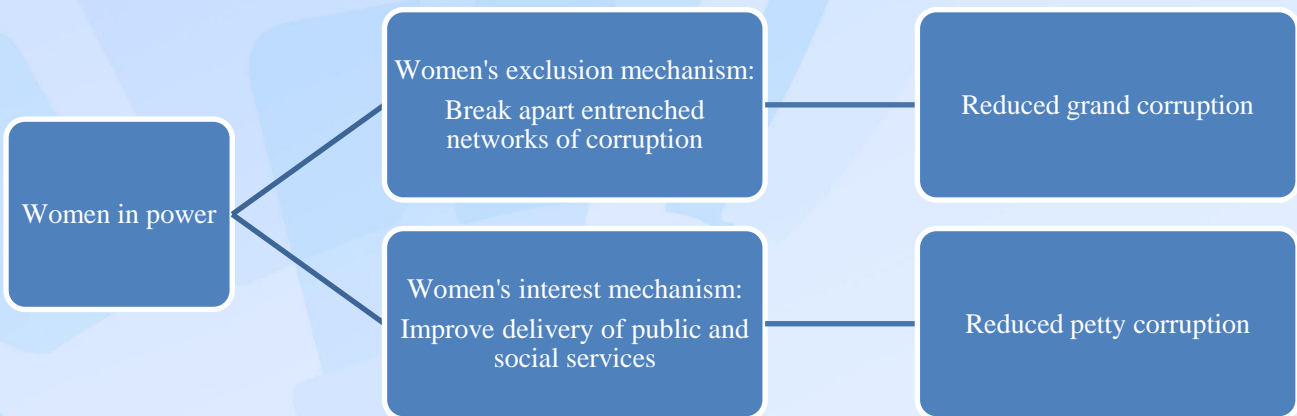 Women in power
Women's exclusion mechanism:
Break apart entrenched
networks of corruption
Reduced grand corruption
Women's interest mechanism:
Improve delivery of public and
social services
Reduced petty corruption